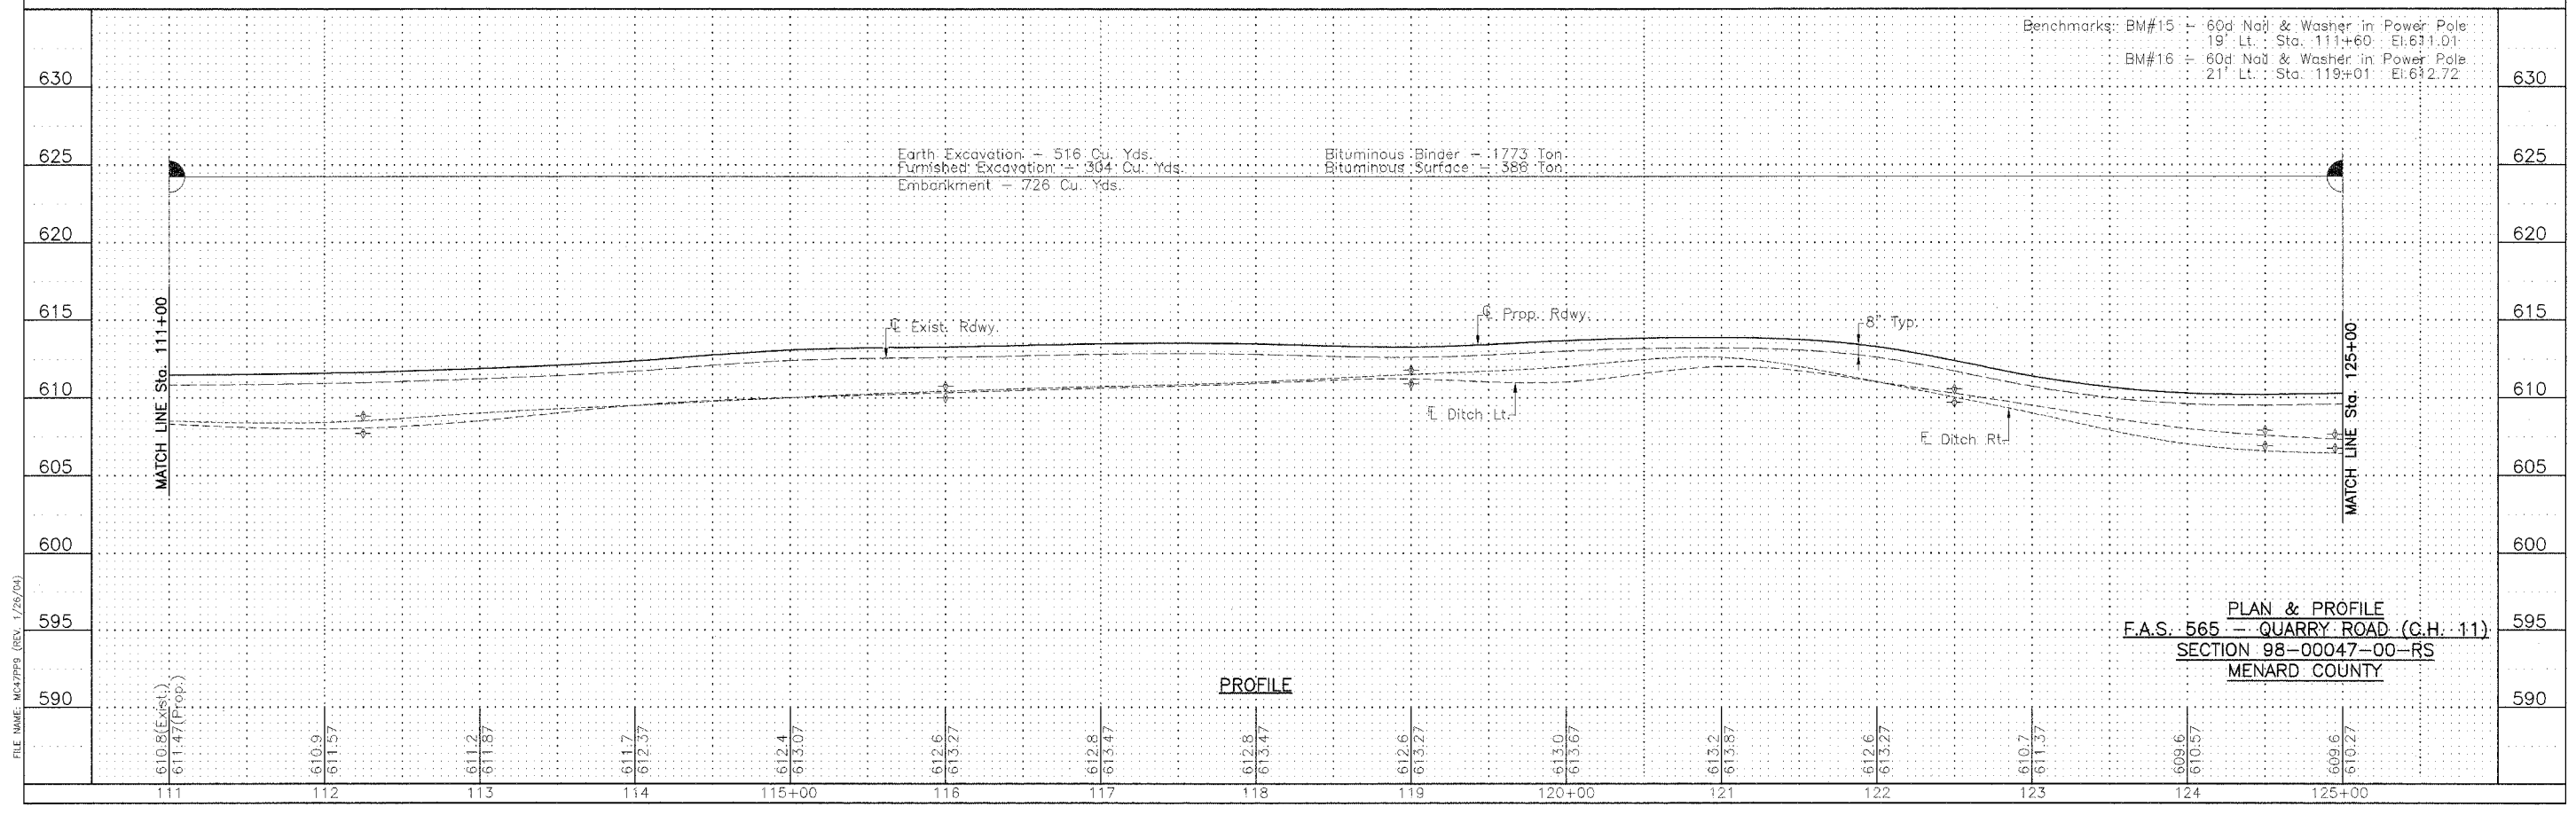 Benchmarks: BM#15 - 60d Nail & Washer in Power Pole
19' Lt. Sta. 111+60 El.611.01
BM#16 - 60d Nail & Washer in Power Pole
21' Lt. Sta. 119+01 El.612.72
630 630
625 625
Earth Excavation - 516 Cu. Yds.
Furnished Excavation - 304 Cu. Yds.
Embankment - 726 Cu. Yds.
Bituminous Binder - 1773 Ton
Bituminous Surface - 386 Ton
620 620
615 615
MATCH LINE Sta. 111+00
℄ Exist. Rdwy.
℄ Prop. Rdwy.
8" Typ.
MATCH LINE Sta. 125+00
610 610
Ditch Lt.
Ditch Rt.
605 605
600 600
595 595
590 590
PLAN & PROFILE
F.A.S. 565 - QUARRY ROAD (C.H. 11)
SECTION 98-00047-00-RS
MENARD COUNTY
PROFILE
FILE NAME: MC47PP9 (REV. 1/26/04)
610.8(Exist.)
611.47(Prop.)
610.9
611.57
611.2
611.87
611.7
612.37
612.4
613.07
612.6
613.27
612.8
613.47
612.8
613.47
612.6
613.27
613.0
613.67
613.2
613.87
612.6
613.27
610.7
611.37
609.6
610.57
609.6
610.27
111 112 113 114 115+00 116 117 118 119 120+00 121 122 123 124 125+00